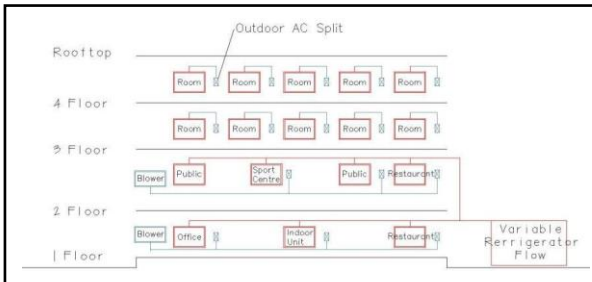 Outdoor AC Split
Rooftop
Room Room Room Room Room
4 Floor
Room Room Room Room Room
3 Floor
Blower Public Sport Centre Public Restaurant
2 Floor
Blower Office Indoor Unit Restaurant
Variable
Rerrigerator
Flow
1 Floor